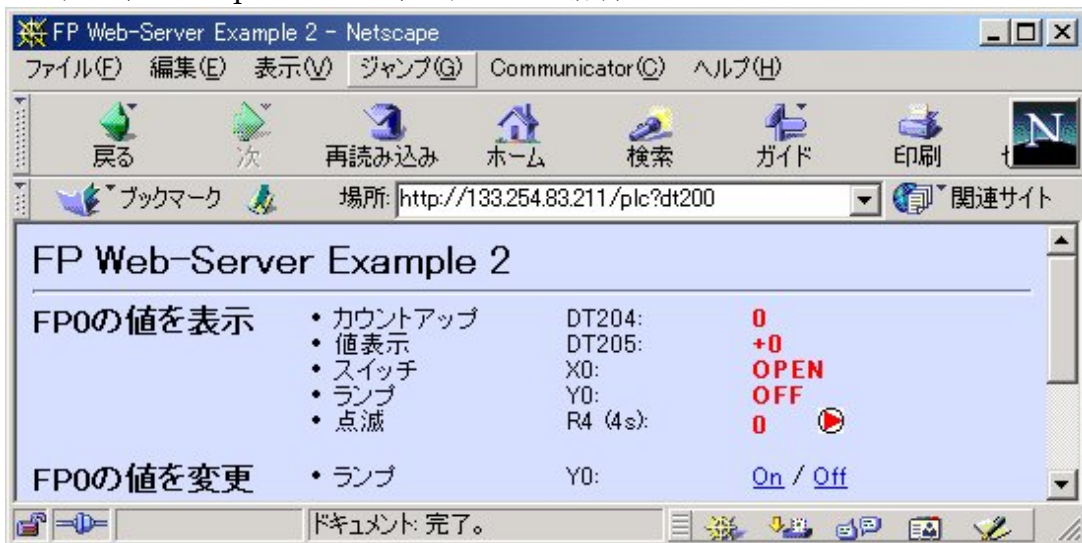 FP Web-Server Example 2 - Netscape
ファイル(F) 編集(E) 表示(V) ジャンプ(G) Communicator(C) ヘルプ(H)
戻る 次 再読み込み ホーム 検索 ガイド 印刷 N
ブックマーク 場所: http://133.254.83.211/plc?dt200 関連サイト
FP Web-Server Example 2
FP0の値を表示 • カウントアップ DT204: 0
• 値表示 DT205: +0
• スイッチ X0: OPEN
• ランプ Y0: OFF
• 点滅 R4 (4s): 0
FP0の値を変更 • ランプ Y0: On / Off
ドキュメント: 完了。